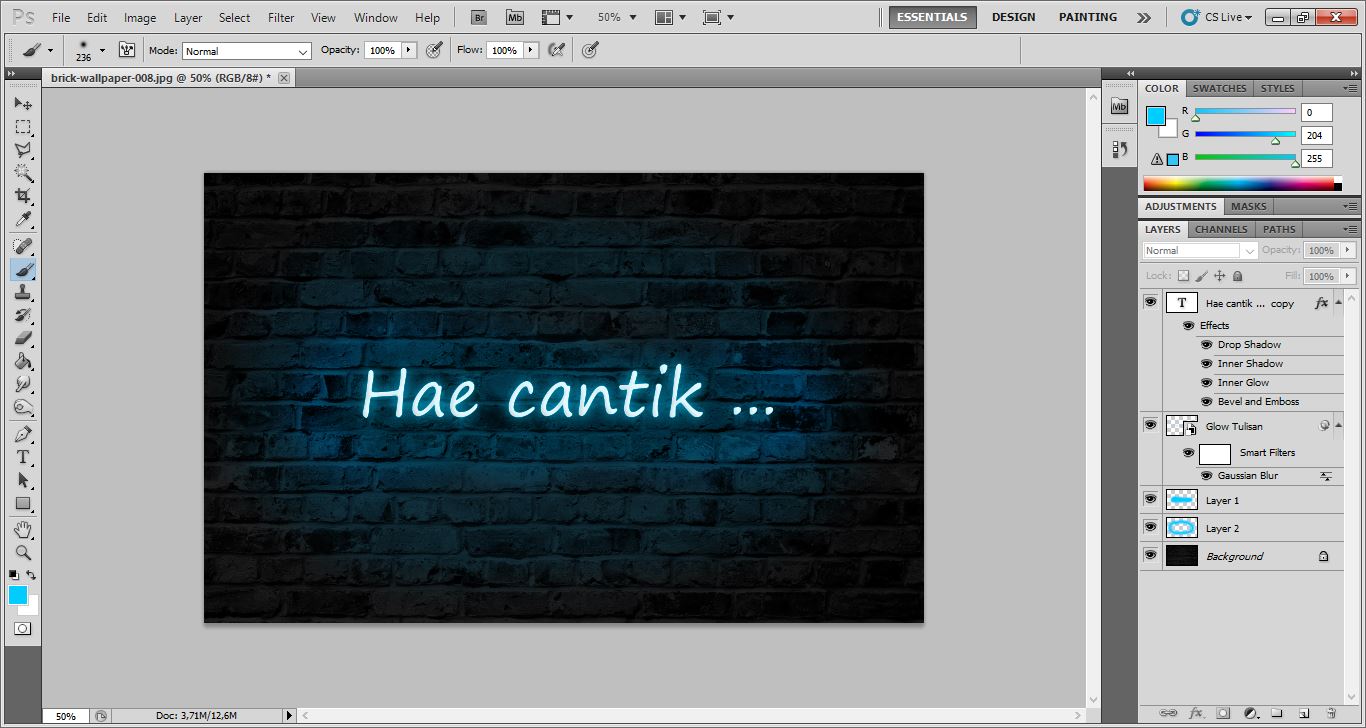 Ps File Edit Image Layer Select Filter View Window Help Br Mb 50% ESSENTIALS DESIGN PAINTING CS Live
236 Mode: Normal Opacity: 100% Flow: 100%
brick-wallpaper-008.jpg @ 50% (RGB/8#) *
Hae cantik ...
Mb
COLOR SWATCHES STYLES
R 0
G 204
B 255
ADJUSTMENTS MASKS
LAYERS CHANNELS PATHS
Normal Opacity: 100%
Lock: Fill: 100%
T Hae cantik ... copy fx
Effects
Drop Shadow
Inner Shadow
Inner Glow
Bevel and Emboss
Glow Tulisan
Smart Filters
Gaussian Blur
Layer 1
Layer 2
Background
T
fx
50% Doc: 3,71M/12,6M